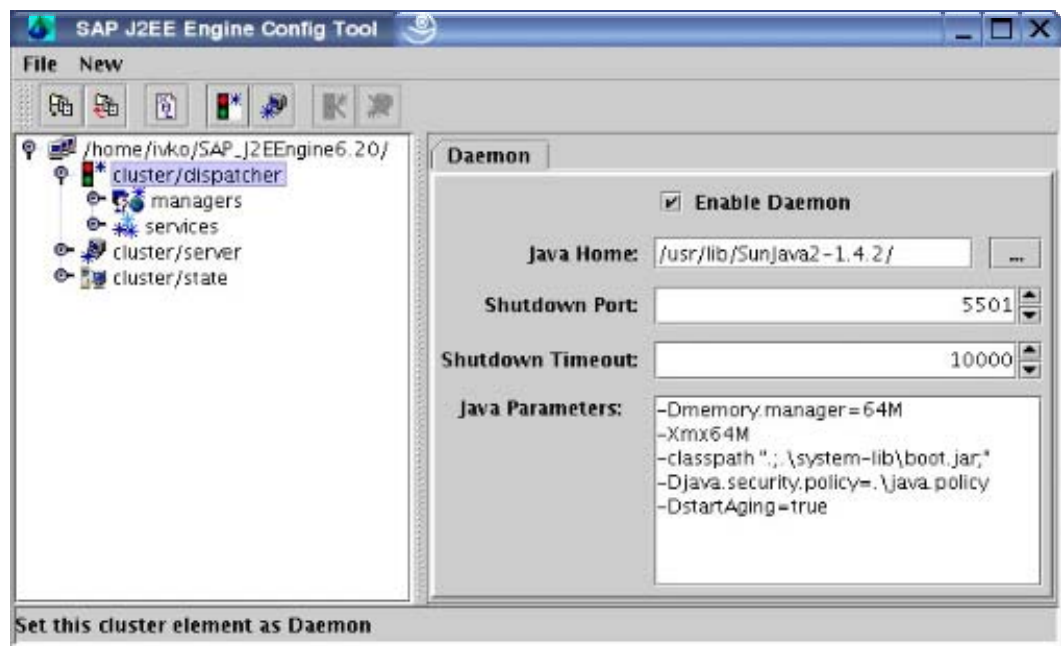 SAP J2EE Engine Config Tool
File New
/home/ivko/SAP_J2EEngine6.20/
cluster/dispatcher
managers
services
cluster/server
cluster/state
Daemon
Enable Daemon
Java Home: /usr/lib/SunJava2-1.4.2/ ...
Shutdown Port: 5501
Shutdown Timeout: 10000
Java Parameters: -Dmemory.manager=64M
-Xmx64M
-classpath ".;.\system-lib\boot.jar;"
-Djava.security.policy=.\java.policy
-DstartAging=true
Set this cluster element as Daemon